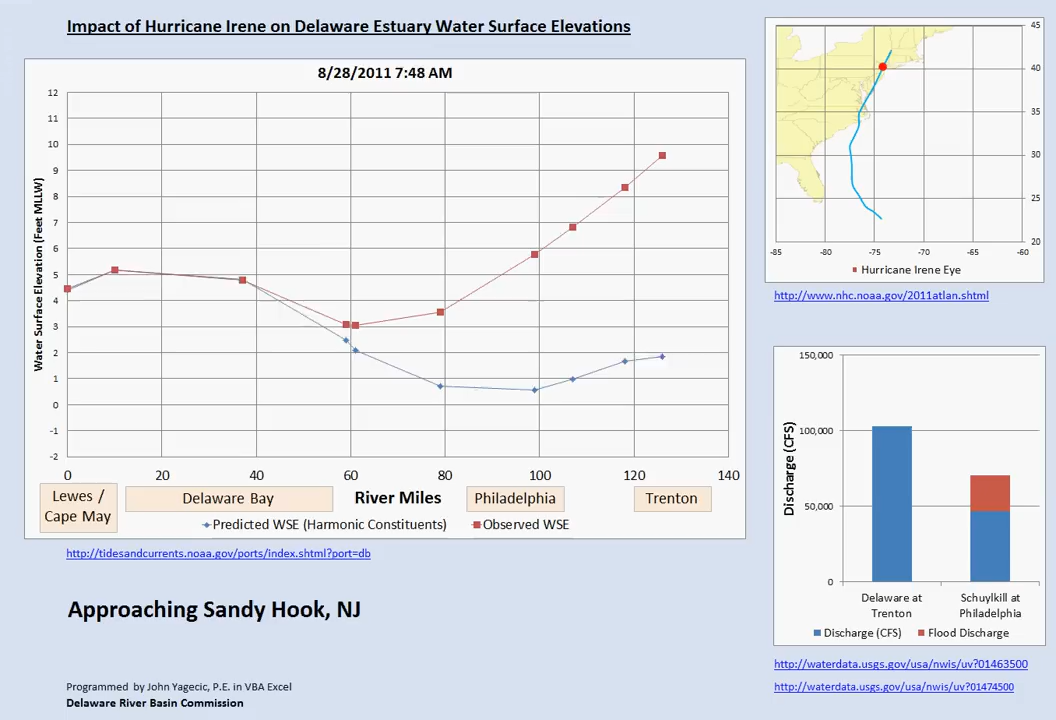 Impact of Hurricane Irene on Delaware Estuary Water Surface Elevations
8/28/2011 7:48 AM
Water Surface Elevation (Feet MLLW)
12
11
10
9
8
7
6
5
4
3
2
1
0
-1
-2
0 20 40 60 80 100 120 140
Lewes /
Cape May
Delaware Bay
River Miles
Philadelphia
Trenton
Predicted WSE (Harmonic Constituents) Observed WSE
http://tidesandcurrents.noaa.gov/ports/index.shtml?port=db
Approaching Sandy Hook, NJ
Programmed by John Yagecic, P.E. in VBA Excel
Delaware River Basin Commission
45
40
35
30
25
20
-85 -80 -75 -70 -65 -60
Hurricane Irene Eye
http://www.nhc.noaa.gov/2011atlan.shtml
Discharge (CFS)
150,000
100,000
50,000
0
Delaware at
Trenton
Schuylkill at
Philadelphia
Discharge (CFS) Flood Discharge
http://waterdata.usgs.gov/usa/nwis/uv?01463500
http://waterdata.usgs.gov/usa/nwis/uv?01474500